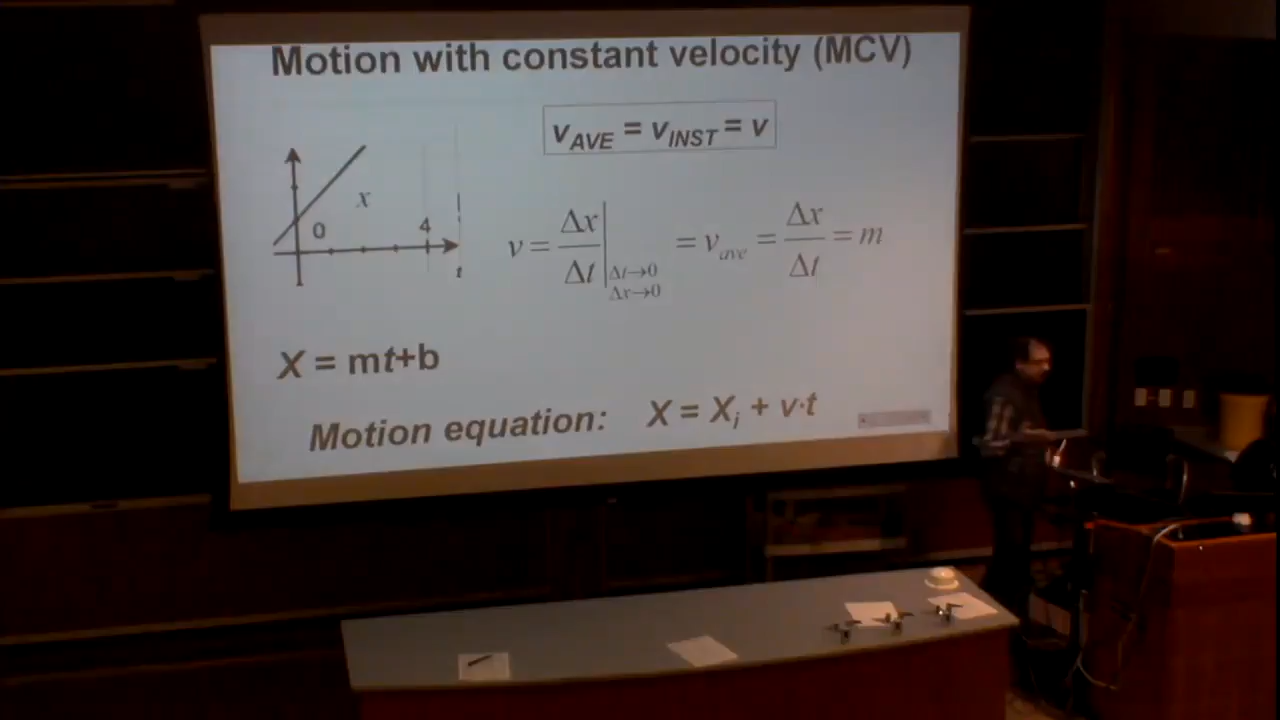 Motion with constant velocity (MCV)
v_AVE = v_INST = v
x
0
4
t
v = Δx/Δt |Δt→0 Δx→0 = v_ave = Δx/Δt = m
X = mt+b
Motion equation: X = X_i + v·t